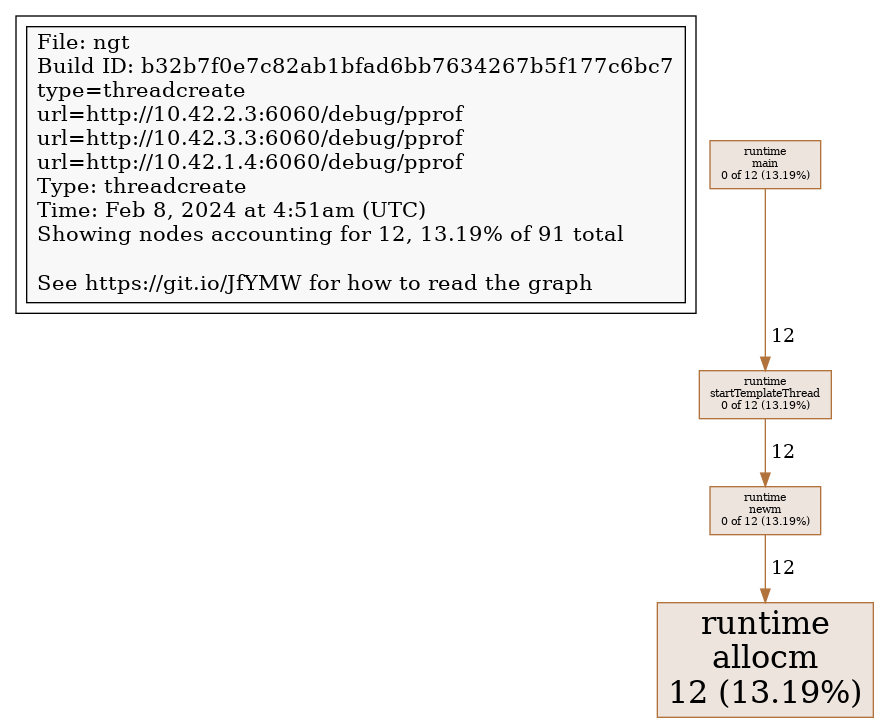 File: ngt
Build ID: b32b7f0e7c82ab1bfad6bb7634267b5f177c6bc7
type=threadcreate
url=http://10.42.2.3:6060/debug/pprof
url=http://10.42.3.3:6060/debug/pprof
url=http://10.42.1.4:6060/debug/pprof
Type: threadcreate
Time: Feb 8, 2024 at 4:51am (UTC)
Showing nodes accounting for 12, 13.19% of 91 total
See https://git.io/JfYMW for how to read the graph
runtime
main
0 of 12 (13.19%)
12
runtime
startTemplateThread
0 of 12 (13.19%)
12
runtime
newm
0 of 12 (13.19%)
12
runtime
allocm
12 (13.19%)